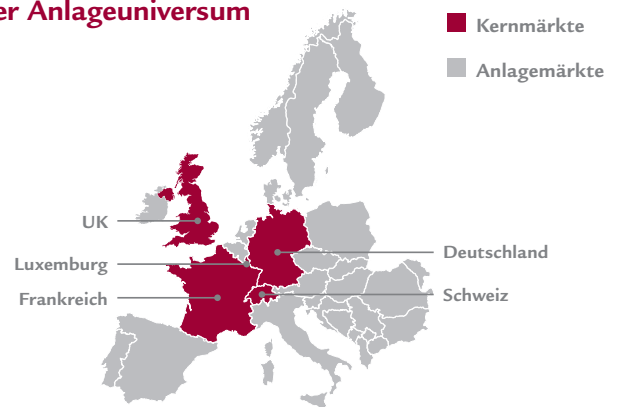 er Anlageuniversum
Kernmärkte
Anlagemärkte
UK
Luxemburg
Frankreich
Deutschland
Schweiz